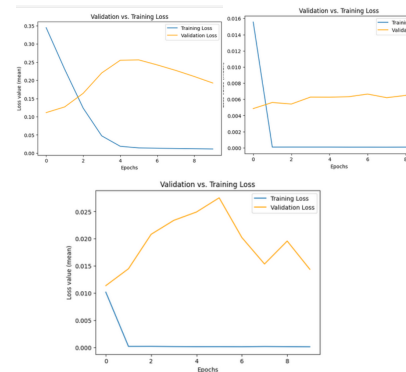 Validation vs. Training Loss
Training Loss
Validation Loss
Loss value (mean)
0.35
0.30
0.25
0.20
0.15
0.10
0.05
0.00
0 2 4 6 8
Epochs
Validation vs. Training Loss
Validation
0.016
0.014
0.012
0.010
0.008
0.006
0.004
0.002
0.000
0 2 4 6 8
Epochs
Validation vs. Training Loss
Training Loss
Validation Loss
Loss value (mean)
0.025
0.020
0.015
0.010
0.005
0.000
0 2 4 6 8
Epochs